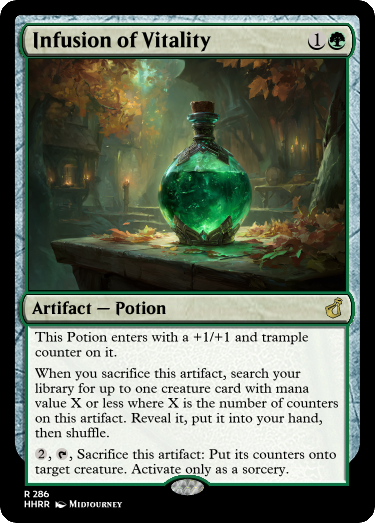 Infusion of Vitality 1
Artifact — Potion
This Potion enters with a +1/+1 and trample
counter on it.
When you sacrifice this artifact, search your
library for up to one creature card with mana
value X or less where X is the number of counters
on this artifact. Reveal it, put it into your hand,
then shuffle.
2, , Sacrifice this artifact: Put its counters onto
target creature. Activate only as a sorcery.
R 286
HHRR Midjourney